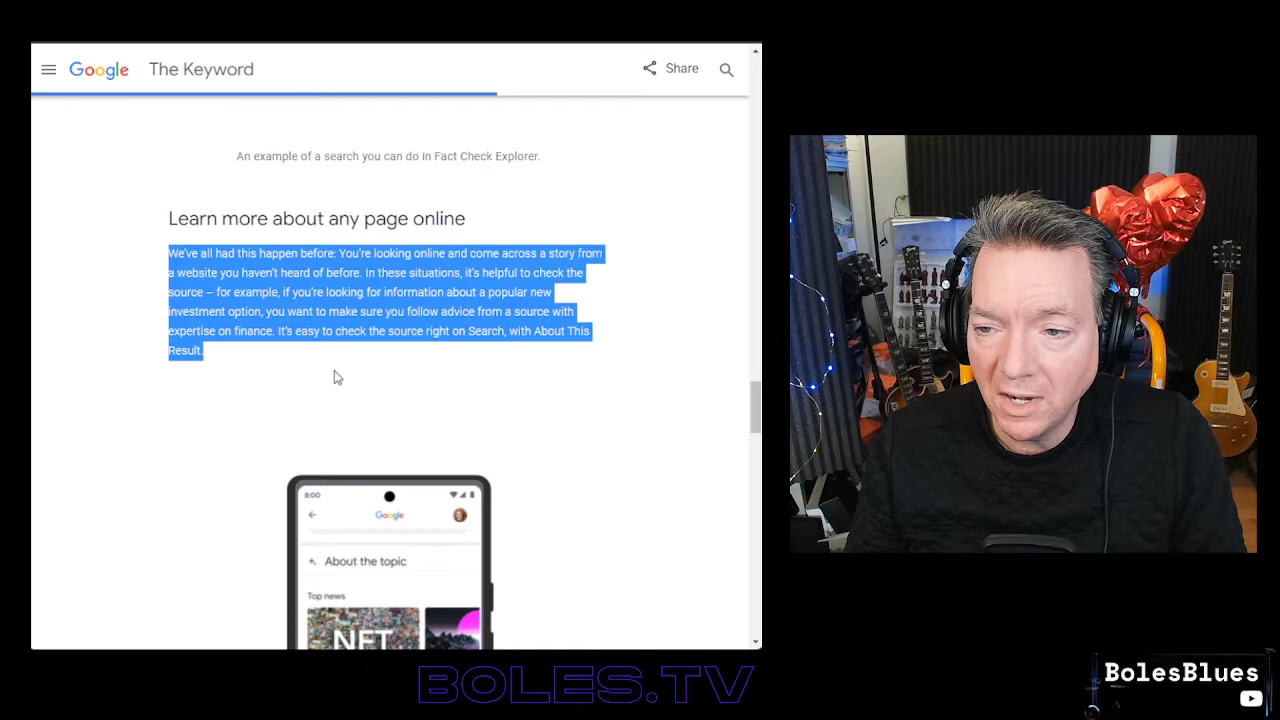 Google The Keyword Share
An example of a search you can do in Fact Check Explorer.
Learn more about any page online
We've all had this happen before: You're looking online and come across a story from
a website you haven't heard of before. In these situations, it's helpful to check the
source – for example, if you're looking for information about a popular new
investment option, you want to make sure you follow advice from a source with
expertise on finance. It's easy to check the source right on Search, with About This
Result.
8:00
Google
About the topic
Top news
NFT
BOLES.TV
BolesBlues